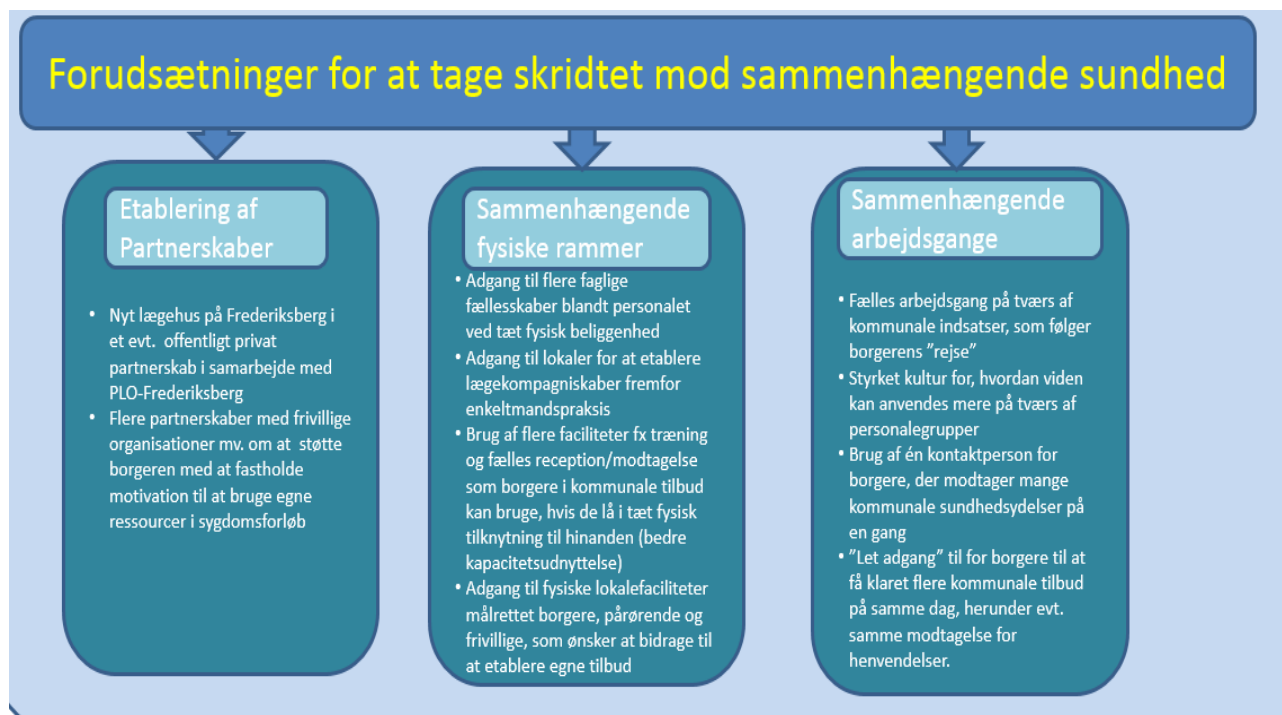 Forudsætninger for at tage skridtet mod sammenhængende sundhed
Etablering af
Partnerskaber
• Nyt lægehus på Frederiksberg i
et evt. offentligt privat
partnerskab i samarbejde med
PLO-Frederiksberg
• Flere partnerskaber med frivillige
organisationer mv. om at støtte
borgeren med at fastholde
motivation til at bruge egne
ressourcer i sygdomsforløb
Sammenhængende
fysiske rammer
• Adgang til flere faglige
fællesskaber blandt personalet
ved tæt fysisk beliggenhed
• Adgang til lokaler for at etablere
lægekompagniskaber fremfor
enkeltmandspraksis
• Brug af flere faciliteter fx træning
og fælles reception/modtagelse
som borgere i kommunale tilbud
kan bruge, hvis de lå i tæt fysisk
tilknytning til hinanden (bedre
kapacitetsudnyttelse)
• Adgang til fysiske lokalefaciliteter
målrettet borgere, pårørende og
frivillige, som ønsker at bidrage til
at etablere egne tilbud
Sammenhængende
arbejdsgange
• Fælles arbejdsgang på tværs af
kommunale indsatser, som følger
borgerens ”rejse”
• Styrket kultur for, hvordan viden
kan anvendes mere på tværs af
personalegrupper
• Brug af én kontaktperson for
borgere, der modtager mange
kommunale sundhedsydelser på
en gang
• ”Let adgang” til for borgere til at
få klaret flere kommunale tilbud
på samme dag, herunder evt.
samme modtagelse for
henvendelser.